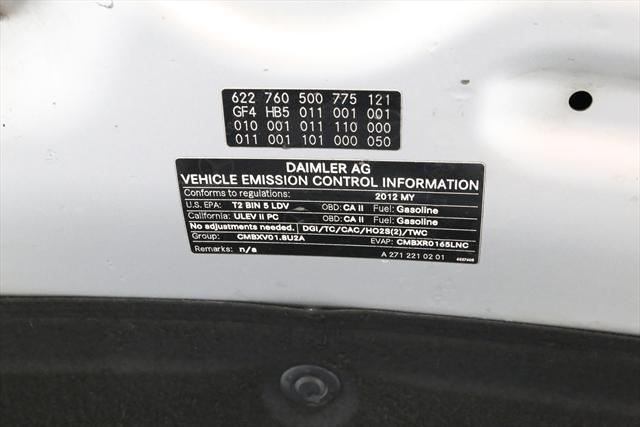 622 760 500 775 121
GF4 HB5 011 001 001
010 001 011 110 000
011 001 101 000 050
DAIMLER AG
VEHICLE EMISSION CONTROL INFORMATION
Conforms to regulations: 2012 MY
U.S. EPA: T2 BIN 5 LDV OBD: CA II Fuel: Gasoline
California: ULEV II PC OBD: CA II Fuel: Gasoline
No adjustments needed. DGI/TC/CAC/HO2S(2)/TWC
Group: CMBXV01.8U2A EVAP: CMBXR0165LNC
Remarks: n/a A 271 221 02 01